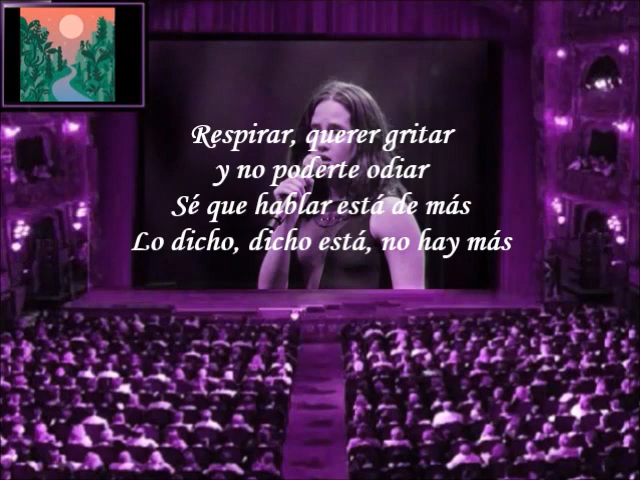 Respirar, querer gritar
y no poderte odiar
Sé que hablar está de más
Lo dicho, dicho está, no hay más